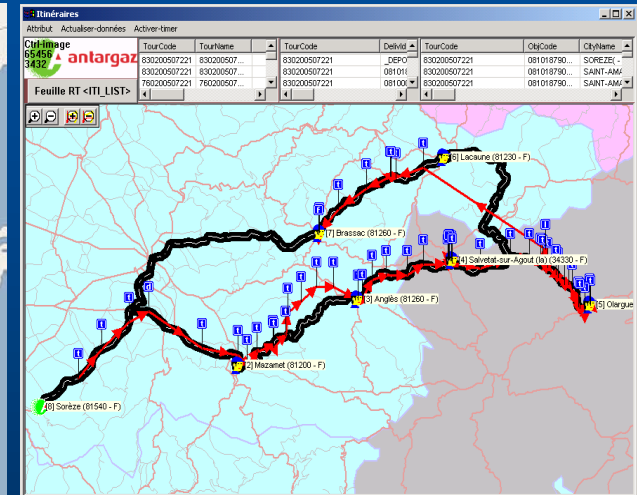 Itinéraires
Attribut Actualiser-données Activer-timer
Ctrl-image
65456
3432
antargaz
Feuille RT <ITI_LIST>
TourCode TourName
830200507221 830200507...
830200507221 830200507...
760200507221 760200507...
TourCode DelivId
830200507221 _DEPO
830200507221 081018
830200507221 081000
TourCode ObjCode CityName
830200507221 081018790... SOREZE( -
830200507221 081018790... SAINT-AMA
830200507221 081018790... SAINT-AMA
[6] Lacaune (81230 - F)
[7] Brassac (81260 - F)
[4] Salvetat-sur-Agout (la) (34330 - F)
[3] Anglès (81260 - F)
[5] Olargue
[2] Mazamet (81200 - F)
[8] Sorèze (81540 - F)